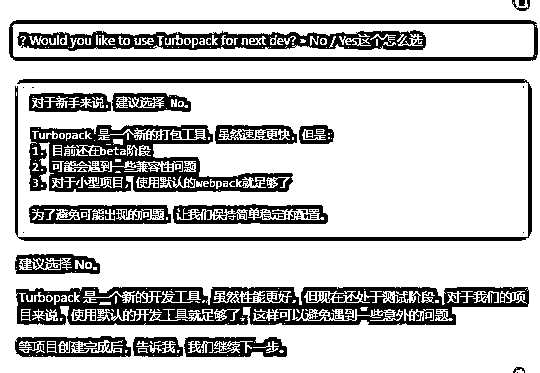 ? Would you like to use Turbopack for next dev? » No / Yes这个怎么选
对于新手来说，建议选择 No。
Turbopack 是一个新的打包工具，虽然速度更快，但是：
1. 目前还在beta阶段
2. 可能会遇到一些兼容性问题
3. 对于小型项目，使用默认的webpack就足够了
为了避免可能出现的问题，让我们保持简单稳定的配置。
建议选择 No。
Turbopack 是一个新的开发工具，虽然性能更好，但现在还处于测试阶段。对于我们的项
目来说，使用默认的开发工具就足够了，这样可以避免遇到一些意外的问题。
等项目创建完成后，告诉我，我们继续下一步。